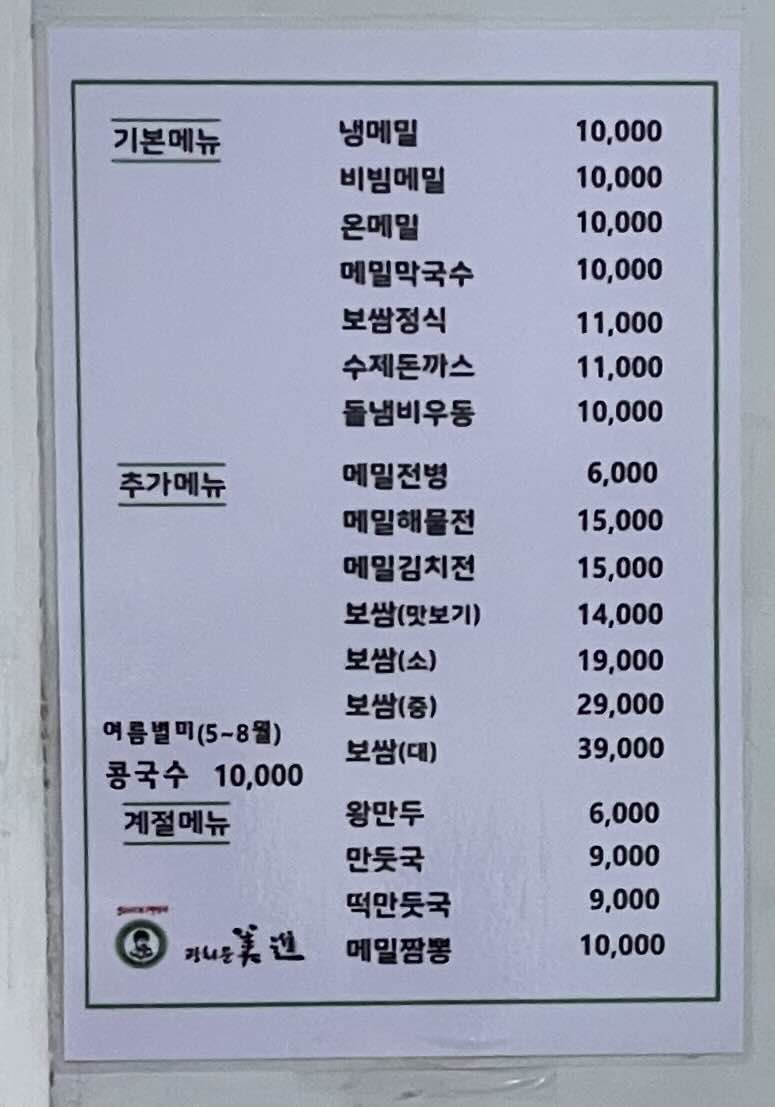 기본메뉴
냉메밀 10,000
비빔메밀 10,000
온메밀 10,000
메밀막국수 10,000
보쌈정식 11,000
수제돈까스 11,000
돌냄비우동 10,000
추가메뉴
메밀전병 6,000
메밀해물전 15,000
메밀김치전 15,000
보쌈(맛보기) 14,000
보쌈(소) 19,000
보쌈(중) 29,000
보쌈(대) 39,000
여름별미(5~8월)
콩국수 10,000
계절메뉴
왕만두 6,000
만둣국 9,000
떡만둣국 9,000
메밀짬뽕 10,000
美進